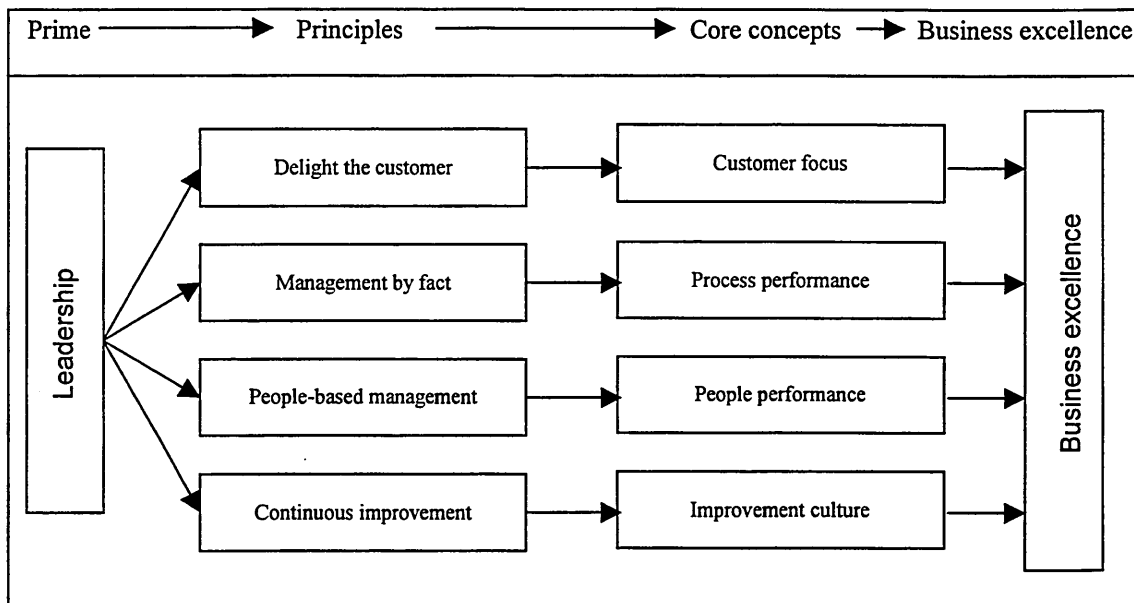 Prime Principles Core concepts Business excellence
Leadership
Delight the customer
Customer focus
Management by fact
Process performance
People-based management
People performance
Continuous improvement
Improvement culture
Business excellence